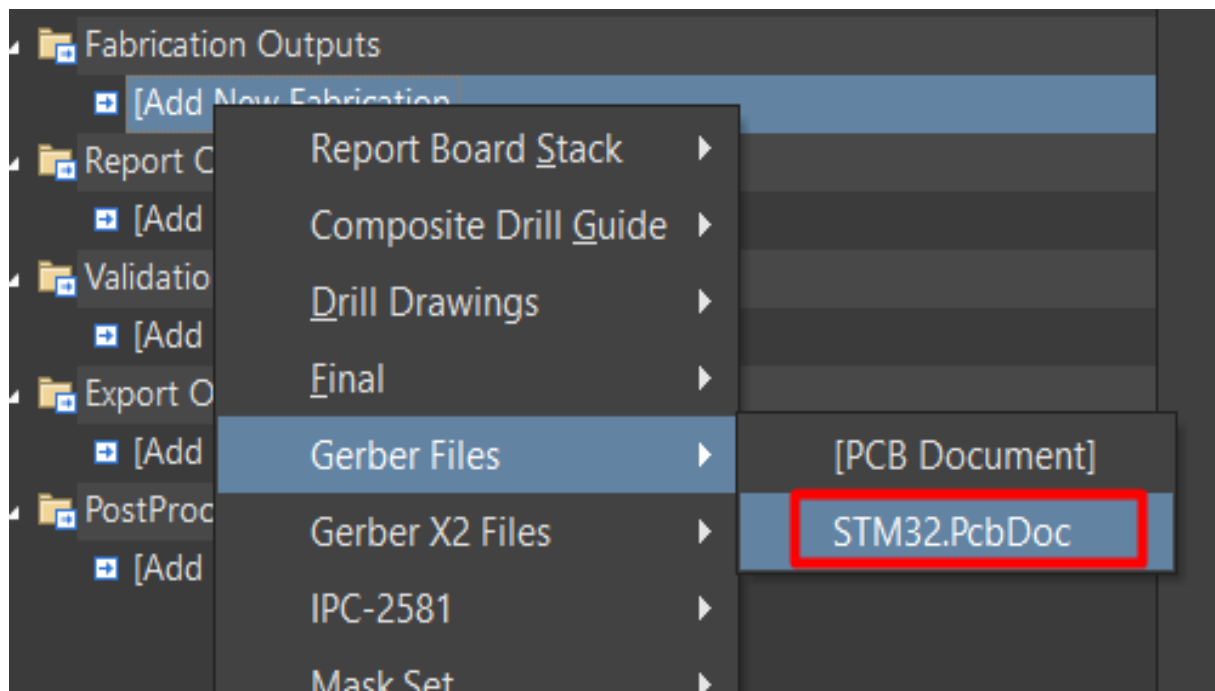 Fabrication Outputs
[Add New Fabrication
Report O
[Add
Validatio
[Add
Export O
[Add
PostProc
[Add
Report Board Stack
Composite Drill Guide
Drill Drawings
Final
Gerber Files
Gerber X2 Files
IPC-2581
Mask Set
[PCB Document]
STM32.PcbDoc